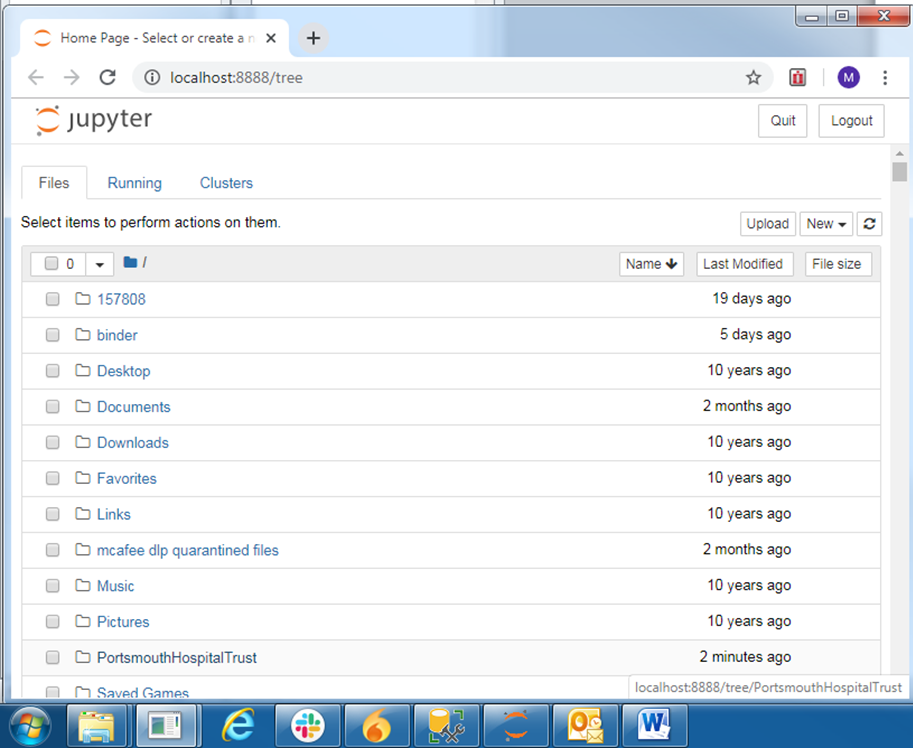 Home Page - Select or create a n
localhost:8888/tree
M
jupyter
Quit
Logout
Files
Running
Clusters
Select items to perform actions on them.
Upload
New
0
/
Name
Last Modified
File size
157808
19 days ago
binder
5 days ago
Desktop
10 years ago
Documents
2 months ago
Downloads
10 years ago
Favorites
10 years ago
Links
10 years ago
mcafee dlp quarantined files
2 months ago
Music
10 years ago
Pictures
10 years ago
PortsmouthHospitalTrust
2 minutes ago
Saved Games
localhost:8888/tree/PortsmouthHospitalTrust